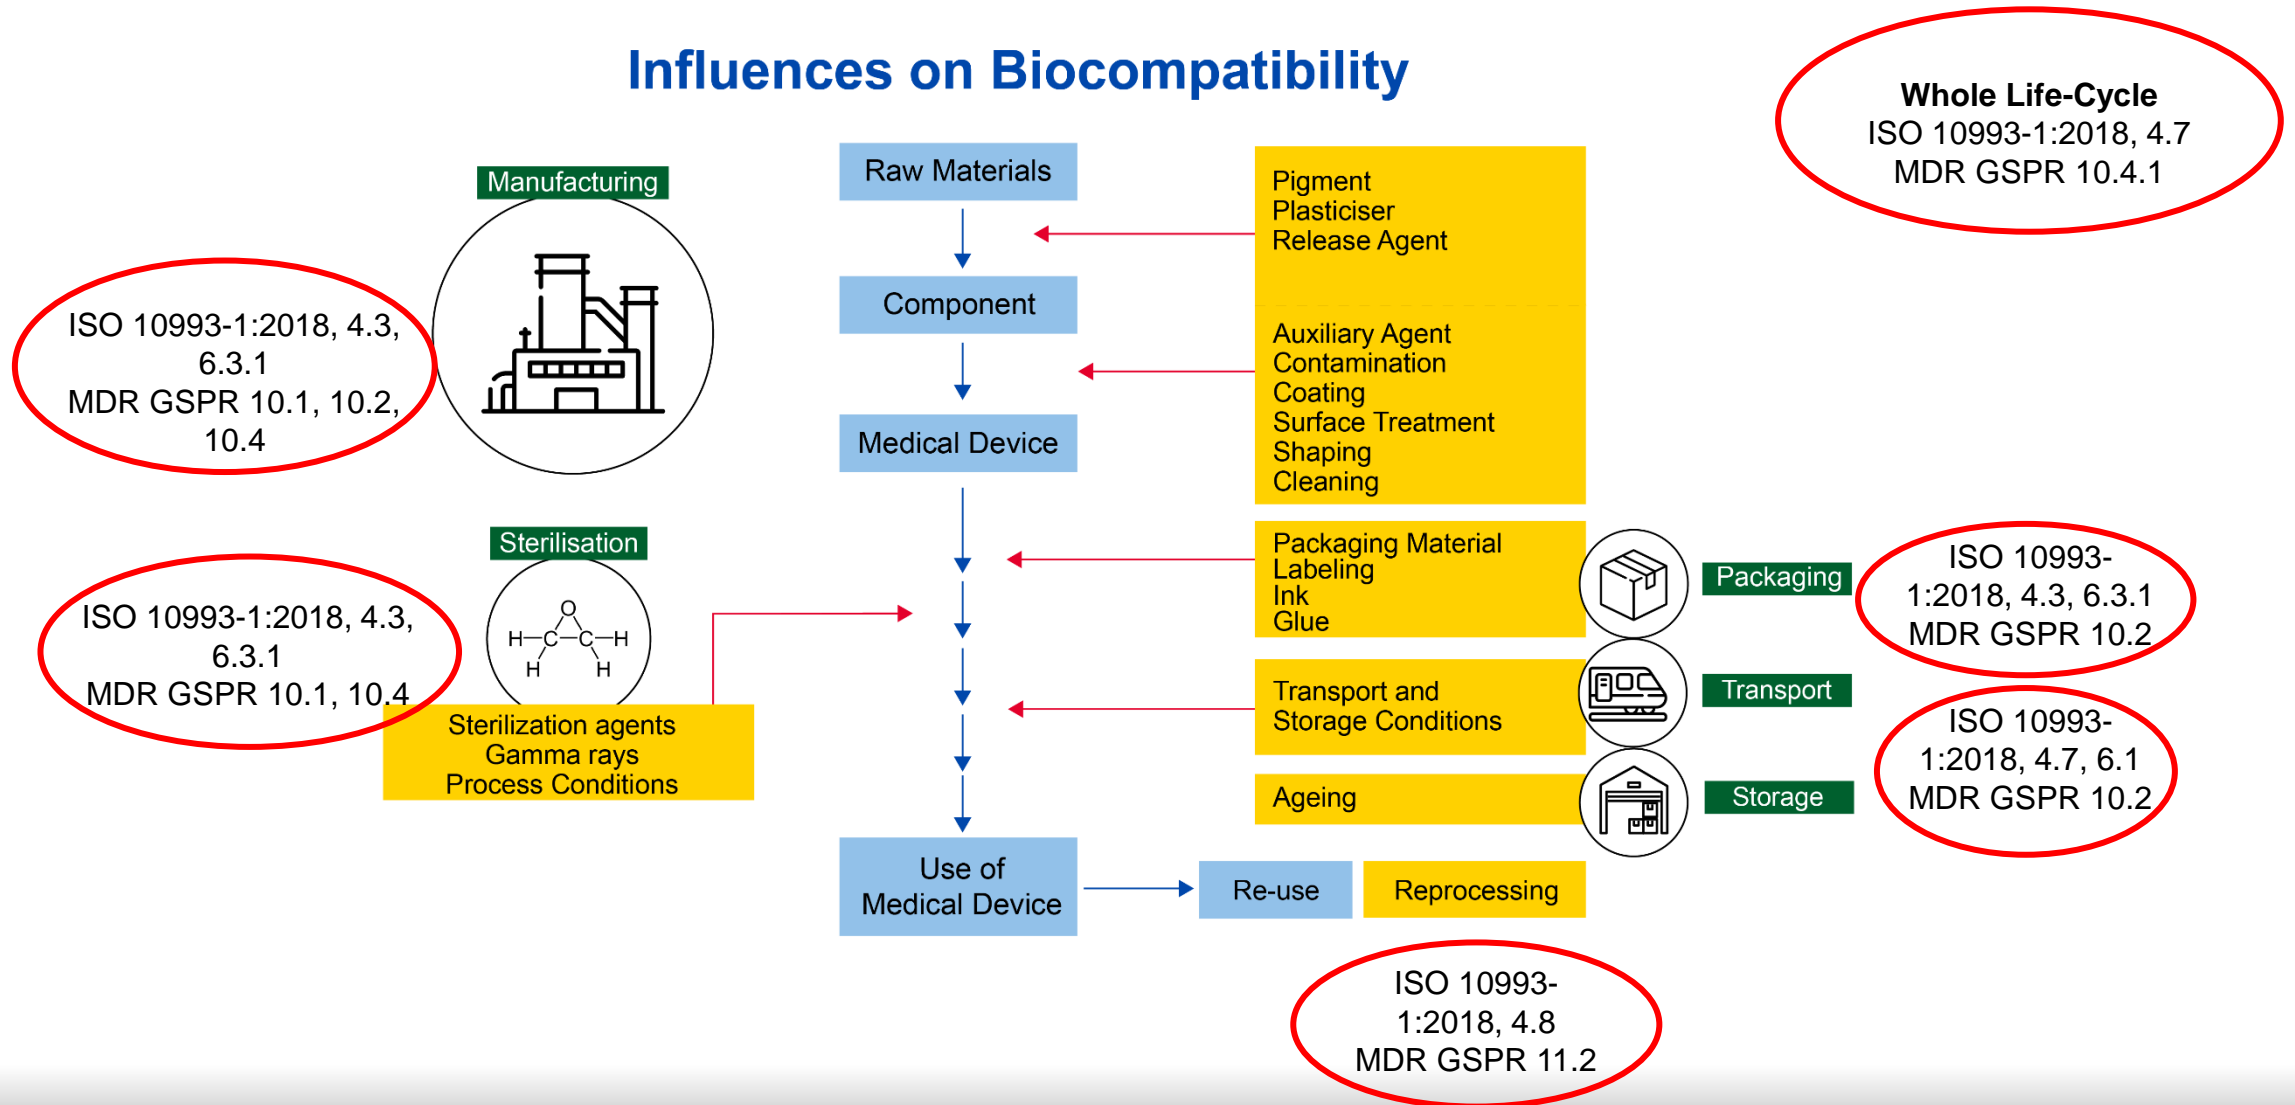 Influences on Biocompatibility
Whole Life-Cycle
ISO 10993-1:2018, 4.7
MDR GSPR 10.4.1
Manufacturing
ISO 10993-1:2018, 4.3,
6.3.1
MDR GSPR 10.1, 10.2,
10.4
Raw Materials
Component
Medical Device
Pigment
Plasticiser
Release Agent
Auxiliary Agent
Contamination
Coating
Surface Treatment
Shaping
Cleaning
Sterilisation
O
H C C H
H H
ISO 10993-1:2018, 4.3,
6.3.1
MDR GSPR 10.1, 10.4
Sterilization agents
Gamma rays
Process Conditions
Packaging Material
Labeling
Ink
Glue
Packaging
ISO 10993-
1:2018, 4.3, 6.3.1
MDR GSPR 10.2
Transport and
Storage Conditions
Transport
Ageing
Storage
ISO 10993-
1:2018, 4.7, 6.1
MDR GSPR 10.2
Use of
Medical Device
Re-use
Reprocessing
ISO 10993-
1:2018, 4.8
MDR GSPR 11.2